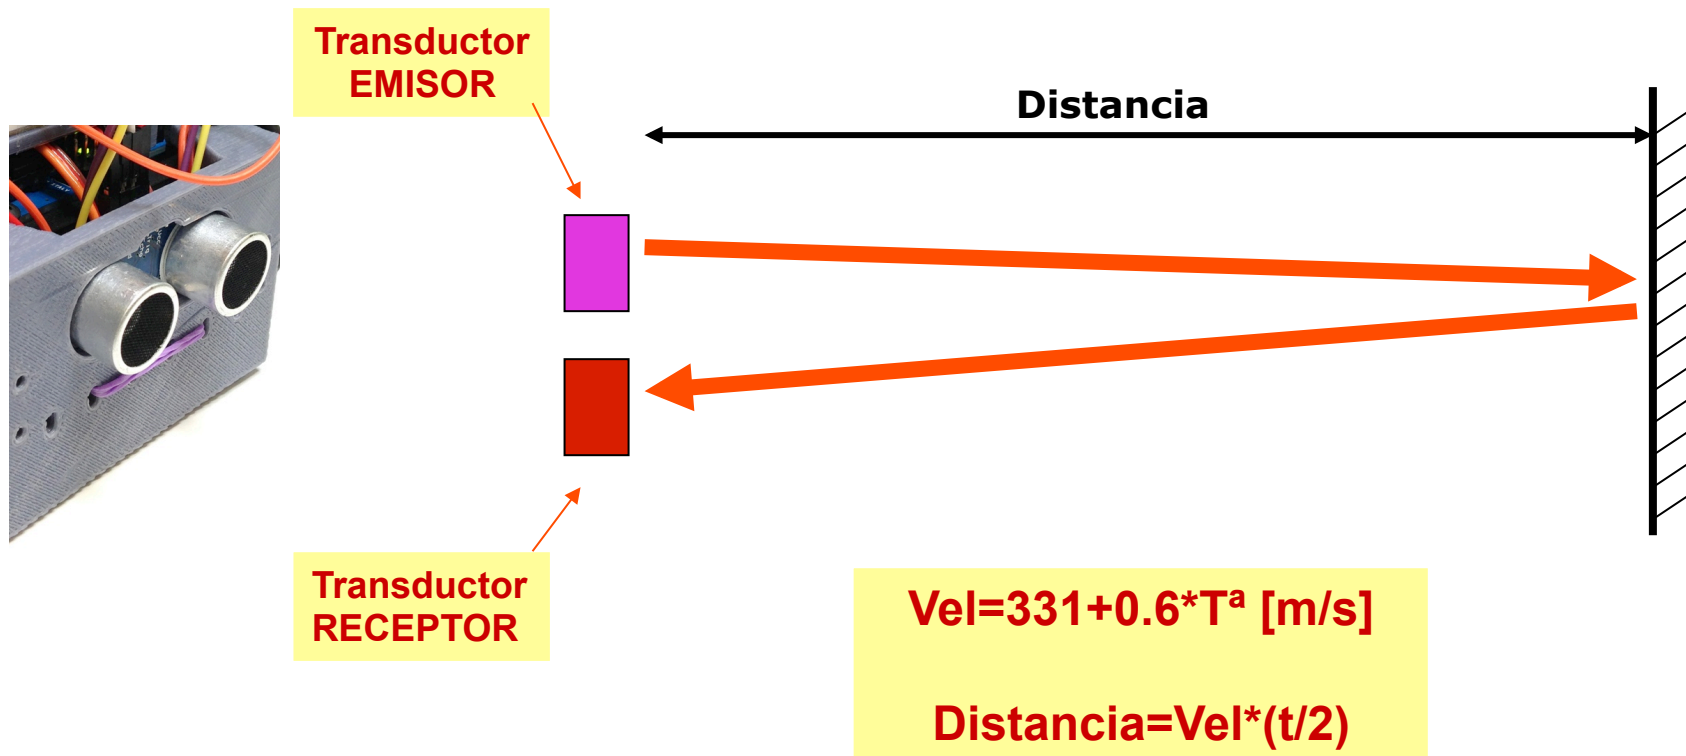 Transductor
EMISOR
Distancia
Transductor
RECEPTOR
Vel=331+0.6*Tª [m/s]
Distancia=Vel*(t/2)